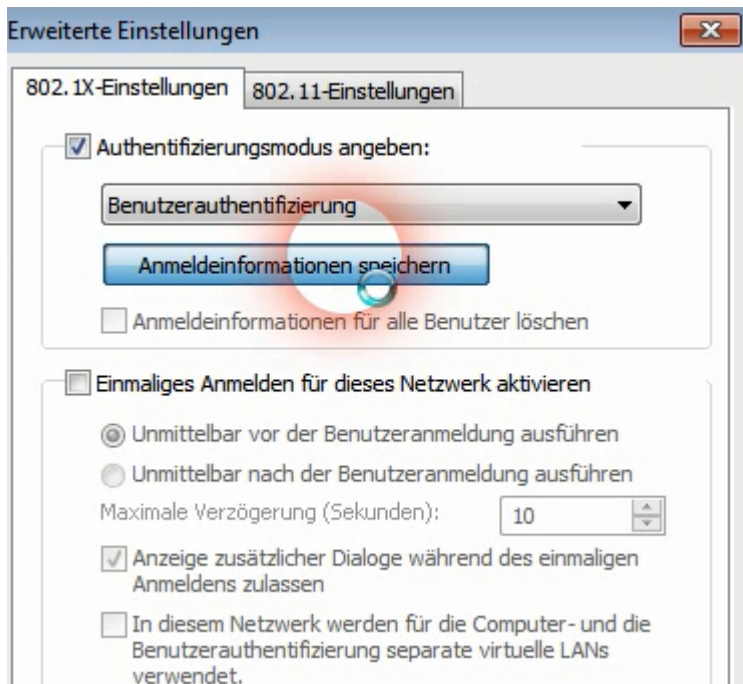 Erweiterte Einstellungen
802.1X-Einstellungen
802.11-Einstellungen
Authentifizierungsmodus angeben:
Benutzerauthentifizierung
Anmeldeinformationen speichern
Anmeldeinformationen für alle Benutzer löschen
Einmaliges Anmelden für dieses Netzwerk aktivieren
Unmittelbar vor der Benutzeranmeldung ausführen
Unmittelbar nach der Benutzeranmeldung ausführen
Maximale Verzögerung (Sekunden):
10
Anzeige zusätzlicher Dialoge während des einmaligen
Anmeldens zulassen
In diesem Netzwerk werden für die Computer- und die
Benutzerauthentifizierung separate virtuelle LANs
verwendet.